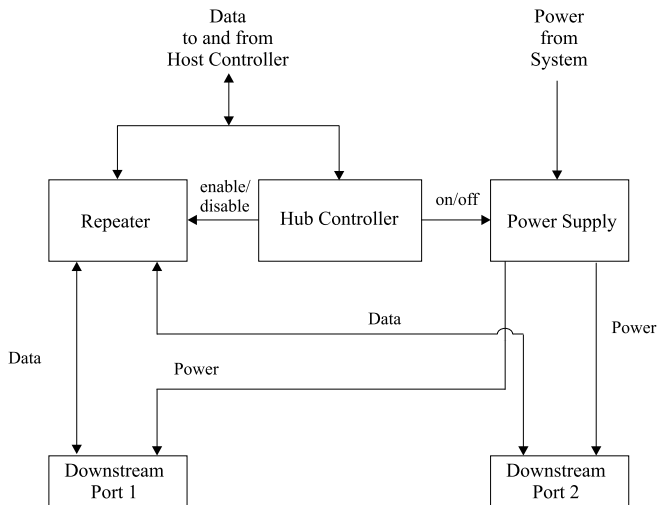 Data
to and from
Host Controller
Power
from
System
Repeater
enable/
disable
Hub Controller
on/off
Power Supply
Data
Power
Data
Power
Downstream
Port 1
Downstream
Port 2